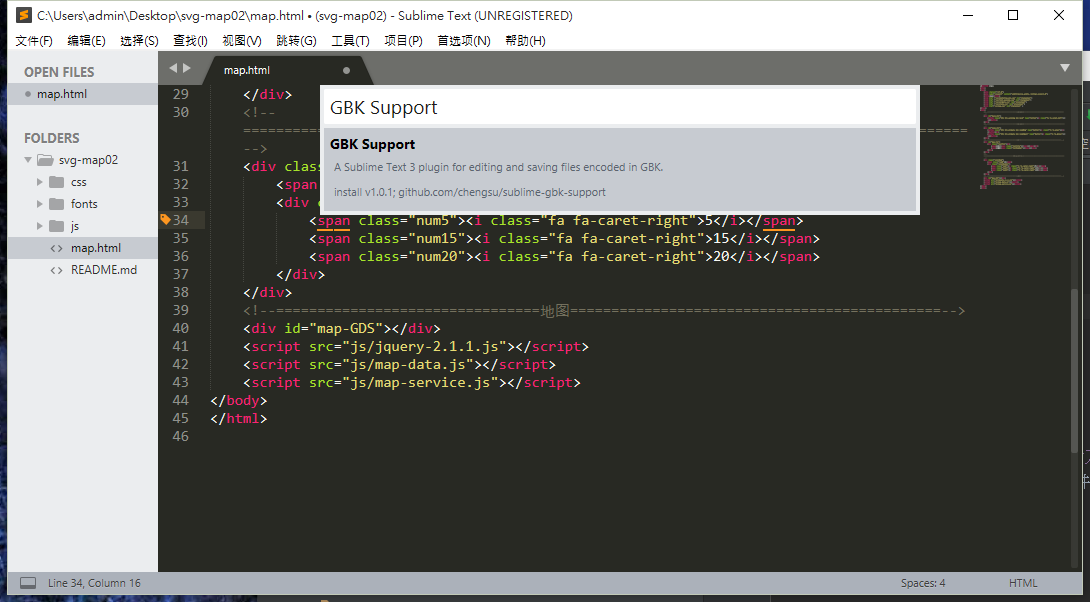 C:\Users\admin\Desktop\svg-map02\map.html • (svg-map02) - Sublime Text (UNREGISTERED)
文件(F) 编辑(E) 选择(S) 查找(I) 视图(V) 跳转(G) 工具(T) 项目(P) 首选项(N) 帮助(H)
OPEN FILES
map.html
FOLDERS
svg-map02
css
fonts
js
map.html
README.md
map.html
GBK Support
GBK Support
A Sublime Text 3 plugin for editing and saving files encoded in GBK.
install v1.0.1; github.com/chengsu/sublime-gbk-support
29 </div>
30 <!--
-->
31 <div class
32 <span
33 <div
34 <span class="num5"><i class="fa fa-caret-right">5</i></span>
35 <span class="num15"><i class="fa fa-caret-right">15</i></span>
36 <span class="num20"><i class="fa fa-caret-right">20</i></span>
37 </div>
38 </div>
39 <!--================================地图=============================================-->
40 <div id="map-GDS"></div>
41 <script src="js/jquery-2.1.1.js"></script>
42 <script src="js/map-data.js"></script>
43 <script src="js/map-service.js"></script>
44 </body>
45 </html>
46
Line 34, Column 16
Spaces: 4
HTML